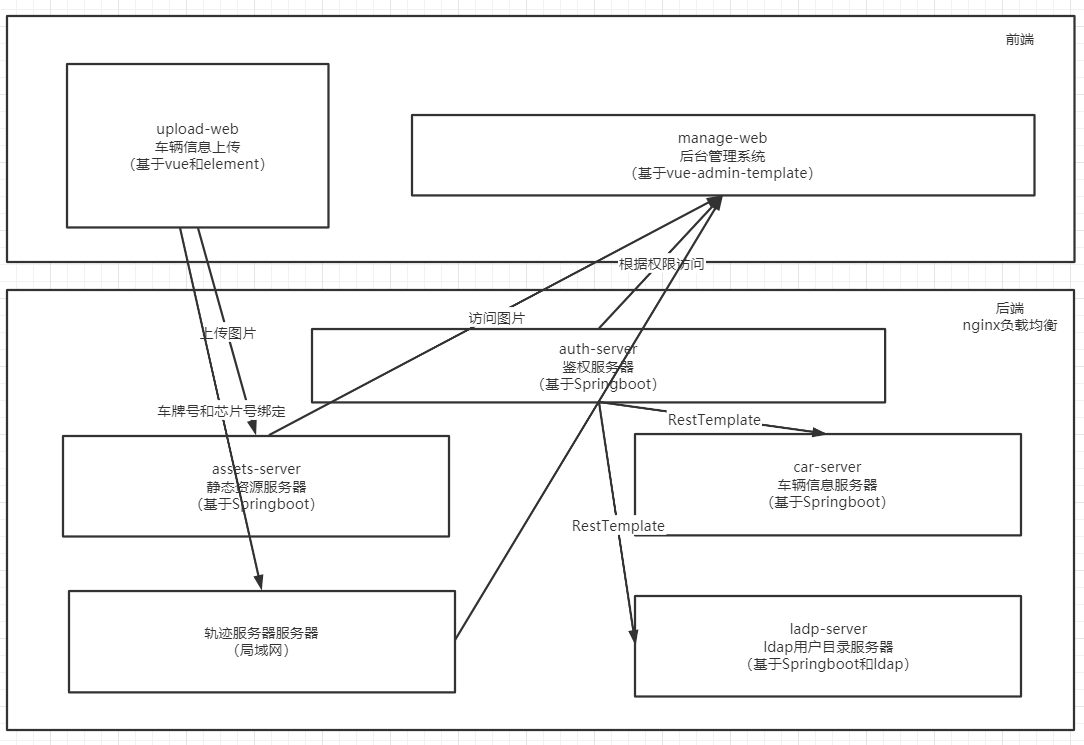 前端
upload-web
车辆信息上传
（基于vue和element）
manage-web
后台管理系统
（基于vue-admin-template）
根据权限访问
后端
nginx负载均衡
访问图片
上传图片
auth-server
鉴权服务器
（基于Springboot）
车牌号和芯片号绑定
RestTemplate
assets-server
静态资源服务器
（基于Springboot）
car-server
车辆信息服务器
（基于Springboot）
RestTemplate
轨迹服务器服务器
（局域网）
ladp-server
ldap用户目录服务器
（基于Springboot和ldap）